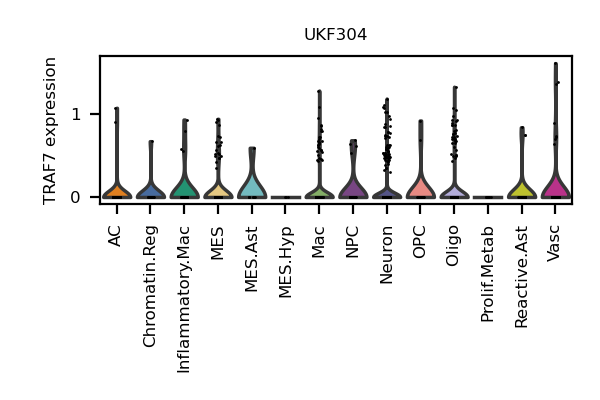 UKF304
TRAF7 expression
1
0
AC
Chromatin.Reg
Inflammatory.Mac
MES
MES.Ast
MES.Hyp
Mac
NPC
Neuron
OPC
Oligo
Prolif.Metab
Reactive.Ast
Vasc